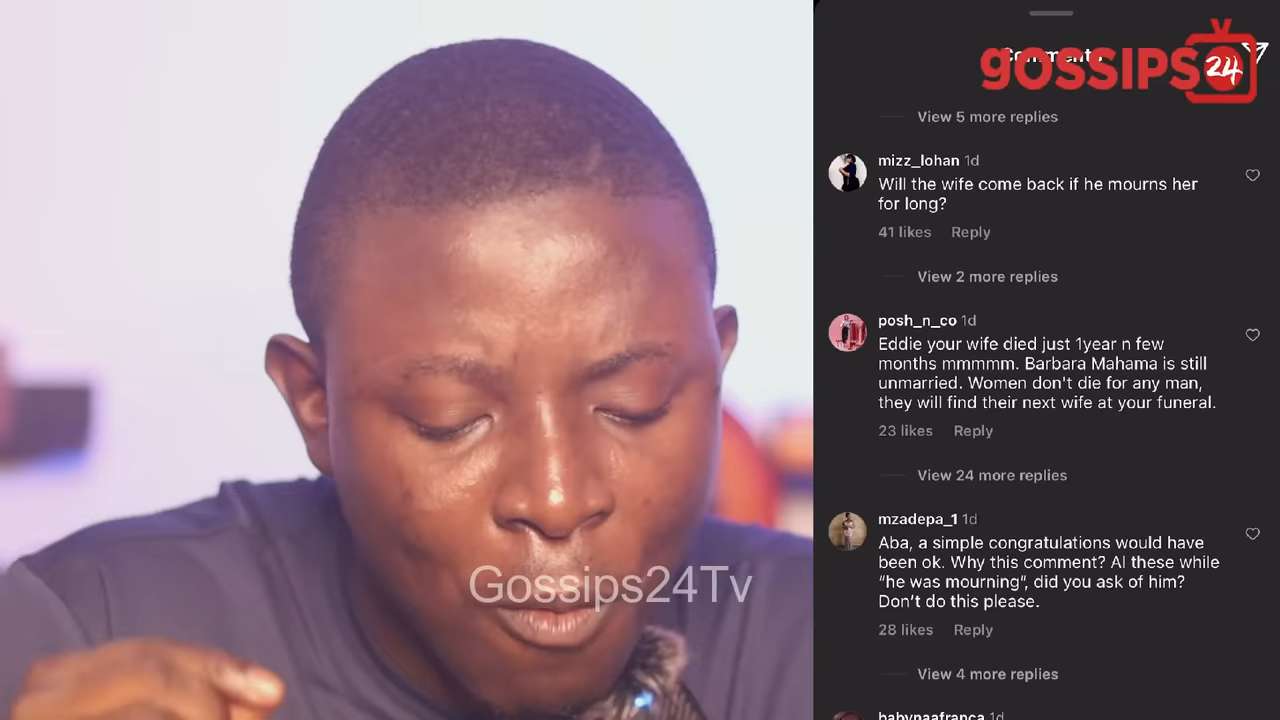 Gossips24Tv
Comments
gOSSIPS
24
View 5 more replies
mizz_lohan 1d
Will the wife come back if he mourns her
for long?
41 likes Reply
View 2 more replies
posh_n_co 1d
Eddie your wife died just 1year n few
months mmmmm. Barbara Mahama is still
unmarried. Women don't die for any man,
they will find their next wife at your funeral.
23 likes Reply
View 24 more replies
mzadepa_1 1d
Aba, a simple congratulations would have
been ok. Why this comment? Al these while
“he was mourning”, did you ask of him?
Don’t do this please.
28 likes Reply
View 4 more replies
babynaafranca 1d